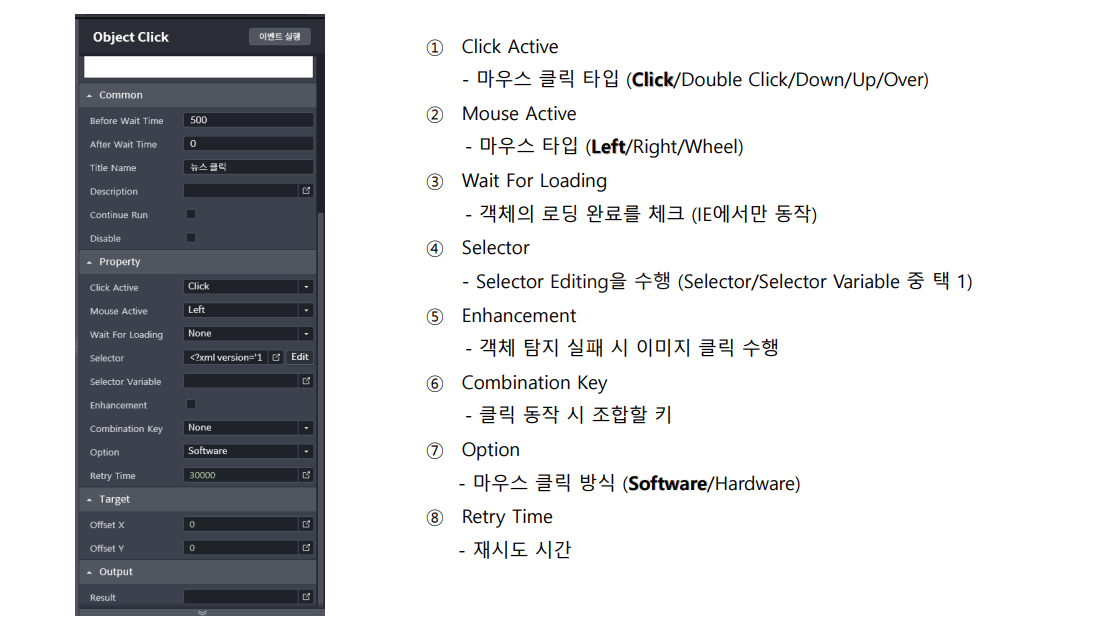 Object Click
이벤트 실행
Common
Before Wait Time 500
After Wait Time 0
Title Name 뉴스 클릭
Description
Continue Run
Disable
Property
Click Active Click
Mouse Active Left
Wait For Loading None
Selector <?xml version='1 Edit
Selector Variable
Enhancement
Combination Key None
Option Software
Retry Time 30000
Target
Offset X 0
Offset Y 0
Output
Result
① Click Active
- 마우스 클릭 타입 (Click/Double Click/Down/Up/Over)
② Mouse Active
- 마우스 타입 (Left/Right/Wheel)
③ Wait For Loading
- 객체의 로딩 완료를 체크 (IE에서만 동작)
④ Selector
- Selector Editing을 수행 (Selector/Selector Variable 중 택 1)
⑤ Enhancement
- 객체 탐지 실패 시 이미지 클릭 수행
⑥ Combination Key
- 클릭 동작 시 조합할 키
⑦ Option
- 마우스 클릭 방식 (Software/Hardware)
⑧ Retry Time
- 재시도 시간